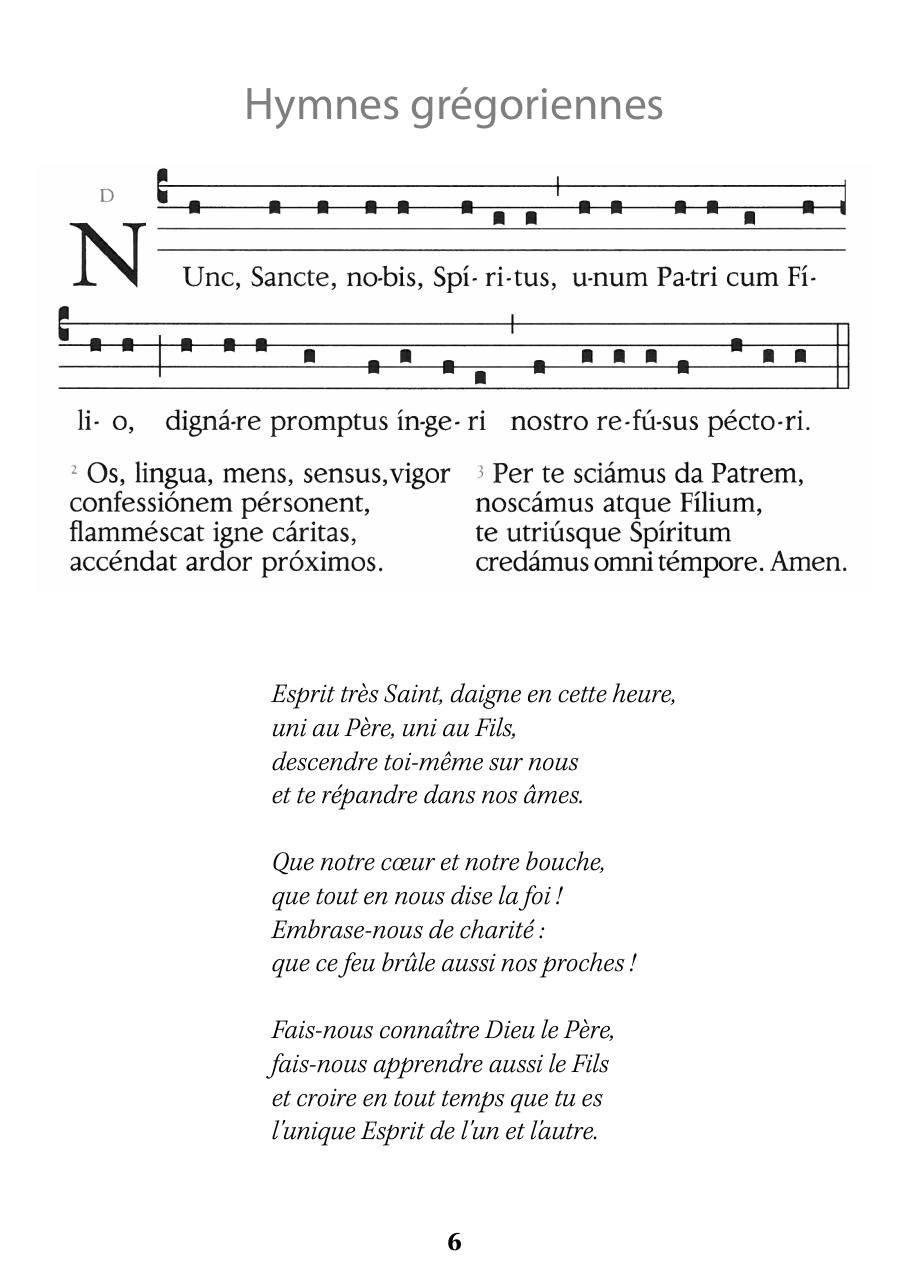 Hymnes grégoriennes
D
NUnc, Sancte, no-bis, Spí- ri-tus, u-num Pa-tri cum Fí-
li- o, digná-re promptus ín-ge- ri nostro re-fú-sus pécto-ri.
2 Os, lingua, mens, sensus, vigor
confessiónem pérsonent,
flamméscat igne cáritas,
accéndat ardor próximos.
3 Per te sciámus da Patrem,
noscámus atque Fílium,
te utriúsque Spíritum
credámus omni témpore. Amen.
Esprit très Saint, daigne en cette heure,
uni au Père, uni au Fils,
descendre toi-même sur nous
et te répandre dans nos âmes.
Que notre cœur et notre bouche,
que tout en nous dise la foi !
Embrase-nous de charité :
que ce feu brûle aussi nos proches !
Fais-nous connaître Dieu le Père,
fais-nous apprendre aussi le Fils
et croire en tout temps que tu es
l'unique Esprit de l'un et l'autre.
6